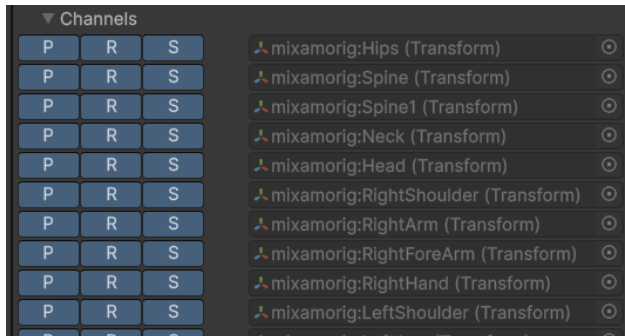 Channels
P R S mixamorig:Hips (Transform)
P R S mixamorig:Spine (Transform)
P R S mixamorig:Spine1 (Transform)
P R S mixamorig:Neck (Transform)
P R S mixamorig:Head (Transform)
P R S mixamorig:RightShoulder (Transform)
P R S mixamorig:RightArm (Transform)
P R S mixamorig:RightForeArm (Transform)
P R S mixamorig:RightHand (Transform)
P R S mixamorig:LeftShoulder (Transform)